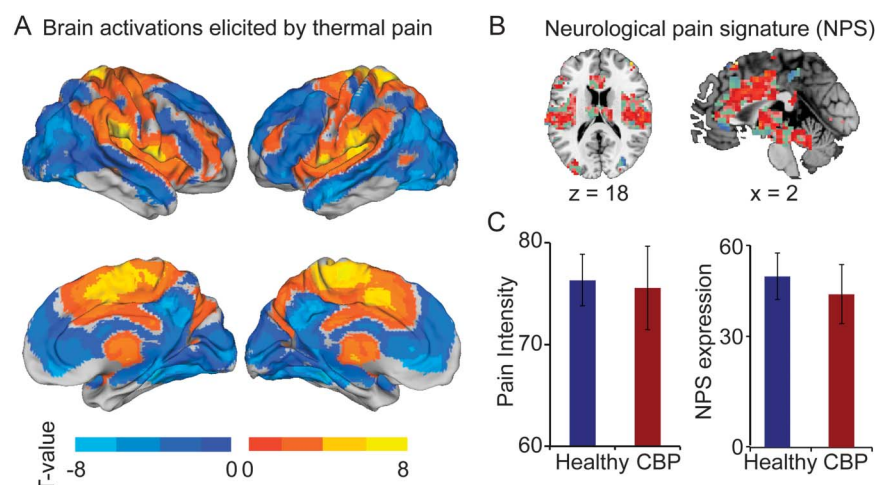 A Brain activations elicited by thermal pain
T-value
-8
0
0
8
B Neurological pain signature (NPS)
z = 18
x = 2
C
Pain Intensity
80
70
60
Healthy CBP
NPS expression
60
30
0
Healthy CBP